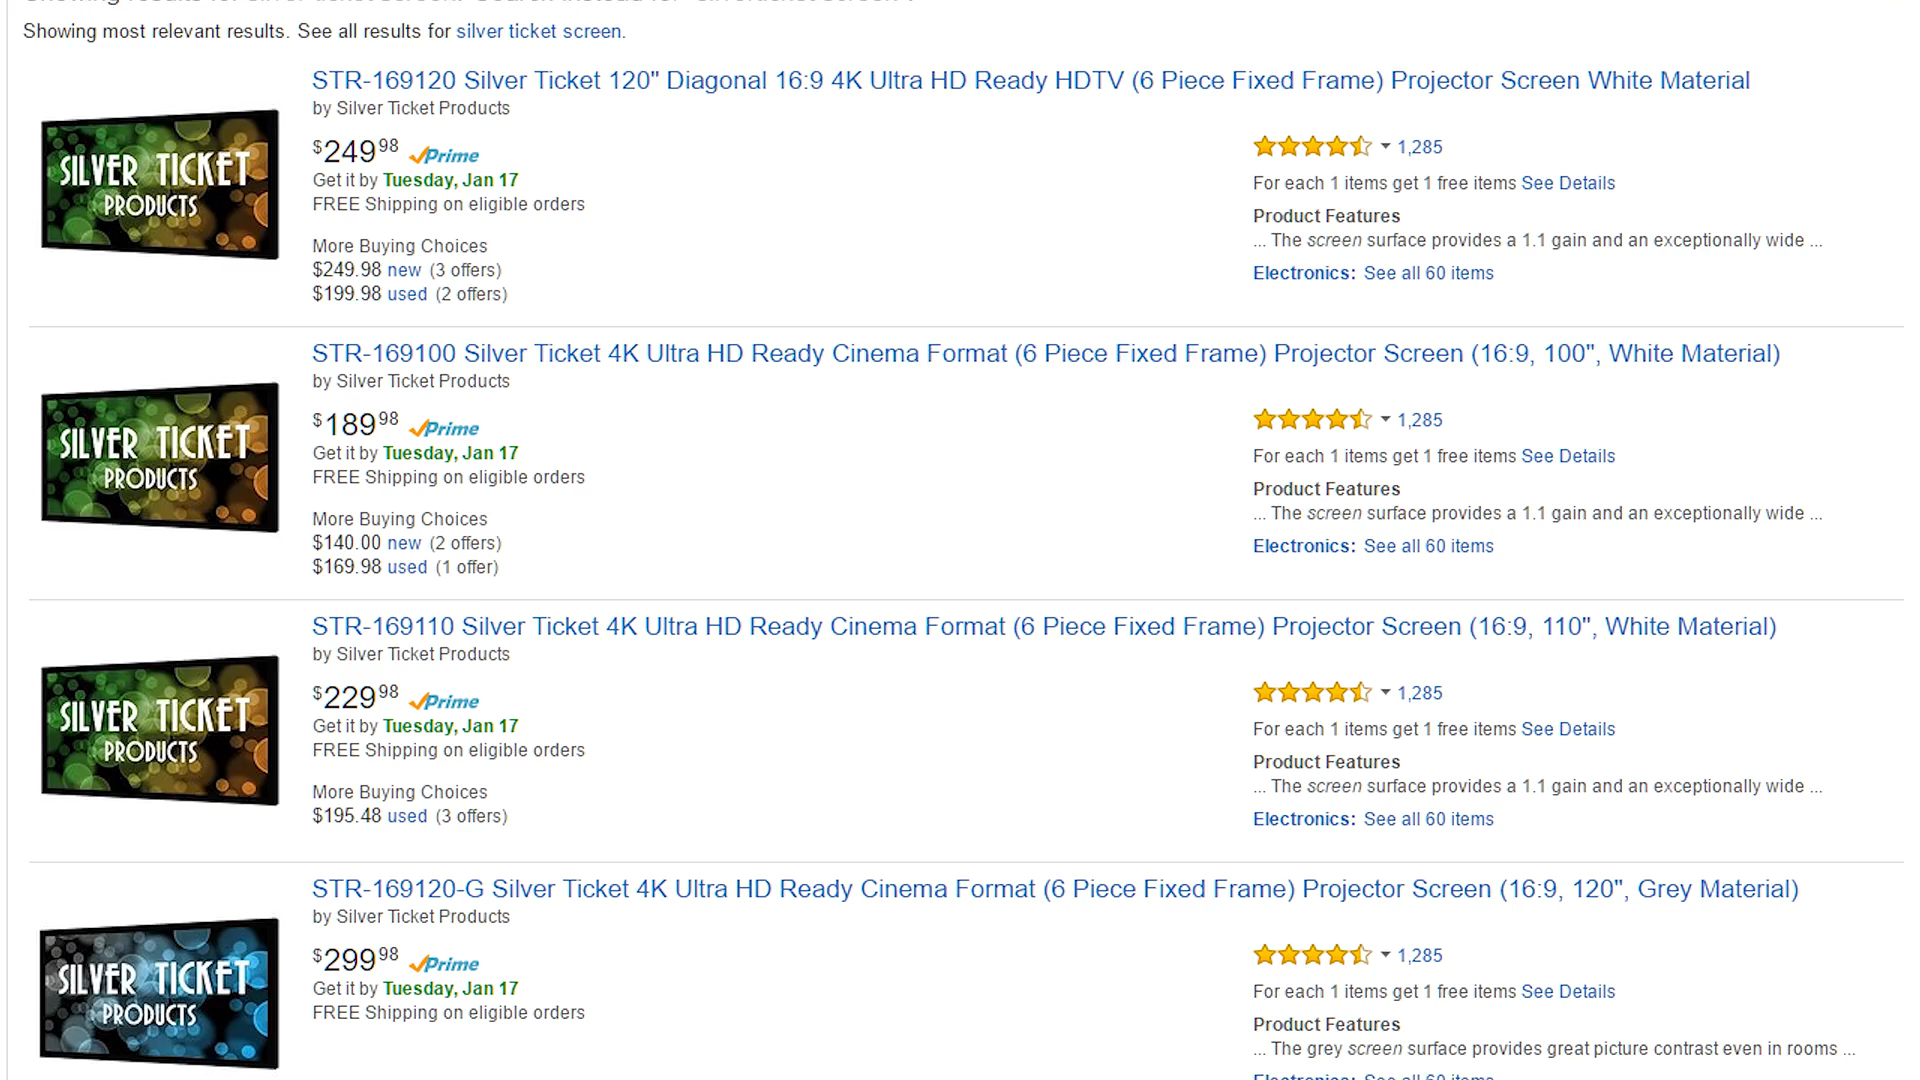 Showing results for silver ticket screen. Search instead for
Showing most relevant results. See all results for silver ticket screen.
STR-169120 Silver Ticket 120" Diagonal 16:9 4K Ultra HD Ready HDTV (6 Piece Fixed Frame) Projector Screen White Material
by Silver Ticket Products
SILVER TICKET
PRODUCTS
$249 98 Prime
Get it by Tuesday, Jan 17
FREE Shipping on eligible orders
More Buying Choices
$249.98 new (3 offers)
$199.98 used (2 offers)
1,285
For each 1 items get 1 free items See Details
Product Features
... The screen surface provides a 1.1 gain and an exceptionally wide ...
Electronics: See all 60 items
STR-169100 Silver Ticket 4K Ultra HD Ready Cinema Format (6 Piece Fixed Frame) Projector Screen (16:9, 100", White Material)
by Silver Ticket Products
SILVER TICKET
PRODUCTS
$189 98 Prime
Get it by Tuesday, Jan 17
FREE Shipping on eligible orders
More Buying Choices
$140.00 new (2 offers)
$169.98 used (1 offer)
1,285
For each 1 items get 1 free items See Details
Product Features
... The screen surface provides a 1.1 gain and an exceptionally wide ...
Electronics: See all 60 items
STR-169110 Silver Ticket 4K Ultra HD Ready Cinema Format (6 Piece Fixed Frame) Projector Screen (16:9, 110", White Material)
by Silver Ticket Products
SILVER TICKET
PRODUCTS
$229 98 Prime
Get it by Tuesday, Jan 17
FREE Shipping on eligible orders
More Buying Choices
$195.48 used (3 offers)
1,285
For each 1 items get 1 free items See Details
Product Features
... The screen surface provides a 1.1 gain and an exceptionally wide ...
Electronics: See all 60 items
STR-169120-G Silver Ticket 4K Ultra HD Ready Cinema Format (6 Piece Fixed Frame) Projector Screen (16:9, 120", Grey Material)
by Silver Ticket Products
SILVER TICKET
PRODUCTS
$299 98 Prime
Get it by Tuesday, Jan 17
FREE Shipping on eligible orders
1,285
For each 1 items get 1 free items See Details
Product Features
... The grey screen surface provides great picture contrast even in rooms ...
Electronics: See all 60 items